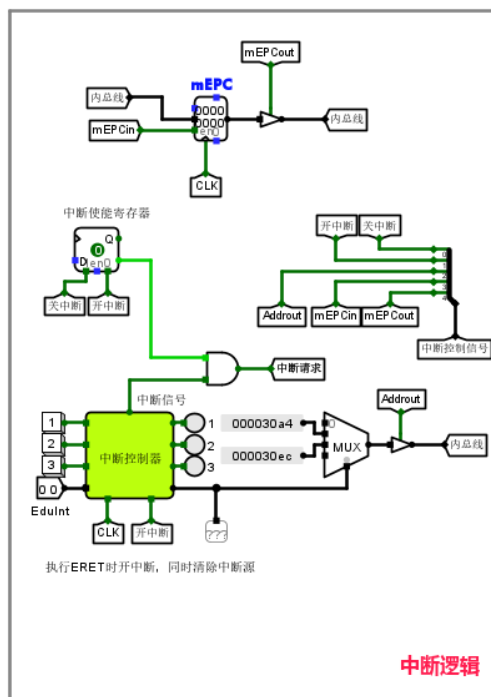 mEPCout
mEPC
内总线
0000
0000
en0
内总线
mEPCin
CLK
中断使能寄存器
Q
0
D
1en0
关中断
开中断
开中断
关中断
Addrout
mEPCin
mEPCout
中断控制信号
中断请求
中断信号
Addrout
1
2
3
0 0
EduInt
中断控制器
1
2
3
000030a4
000030ec
0
MUX
内总线
CLK
开中断
???
执行ERET时开中断，同时清除中断源
中断逻辑